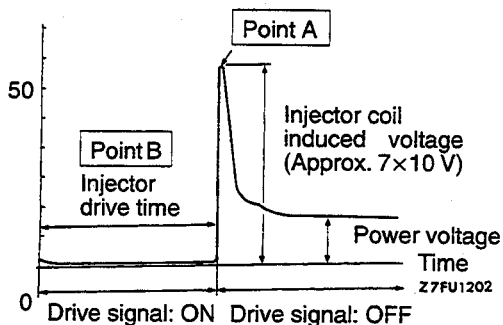 Point A
50
Injector coil
induced voltage
(Approx. 7×10 V)
Point B
Injector
drive time
Power voltage
Time
Z7FU1202
0
Drive signal: ON Drive signal: OFF